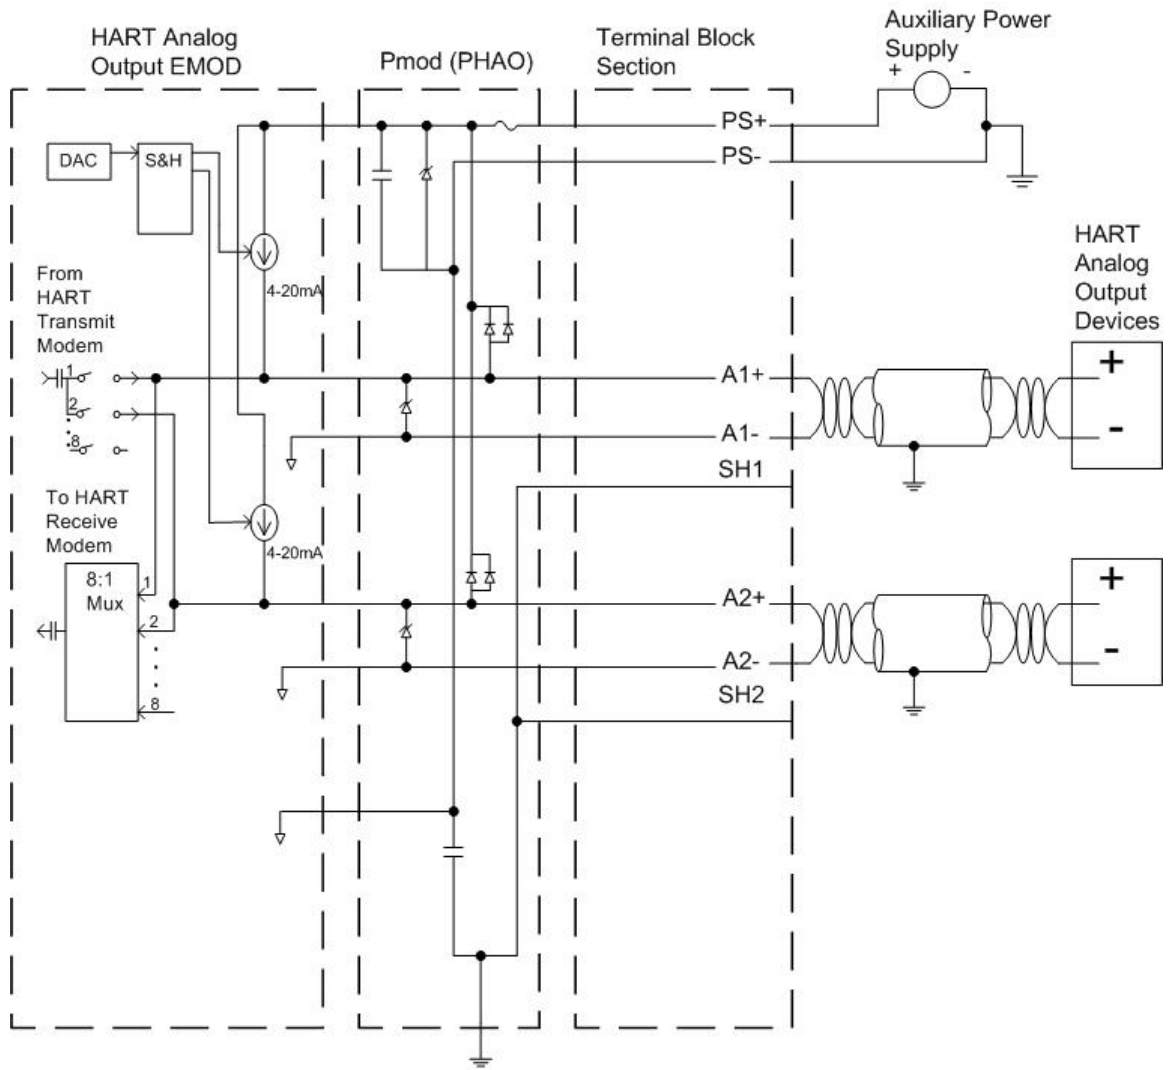 HART Analog
Output EMOD
Pmod (PHAO)
Terminal Block
Section
Auxiliary Power
Supply
+ -
PS+
PS-
DAC
S&H
4-20mA
From
HART
Transmit
Modem
1
2
8
HART
Analog
Output
Devices
A1+
A1-
SH1
+
-
To HART
Receive
Modem
4-20mA
8:1
Mux
1
2
8
A2+
A2-
SH2
+
-